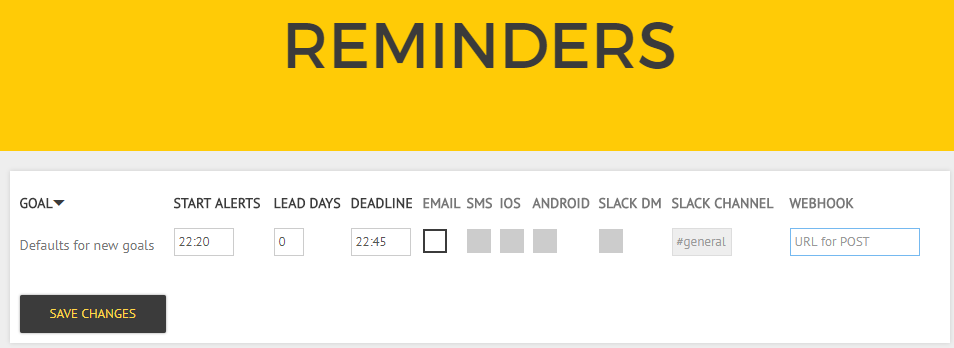 REMINDERS
GOAL START ALERTS LEAD DAYS DEADLINE EMAIL SMS IOS ANDROID SLACK DM SLACK CHANNEL WEBHOOK
Defaults for new goals 22:20 0 22:45 #general URL for POST
SAVE CHANGES